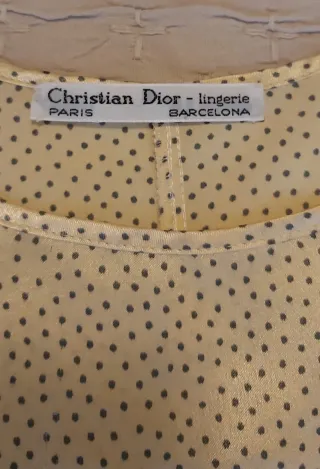 Christian Dior - lingerie
PARIS BARCELONA